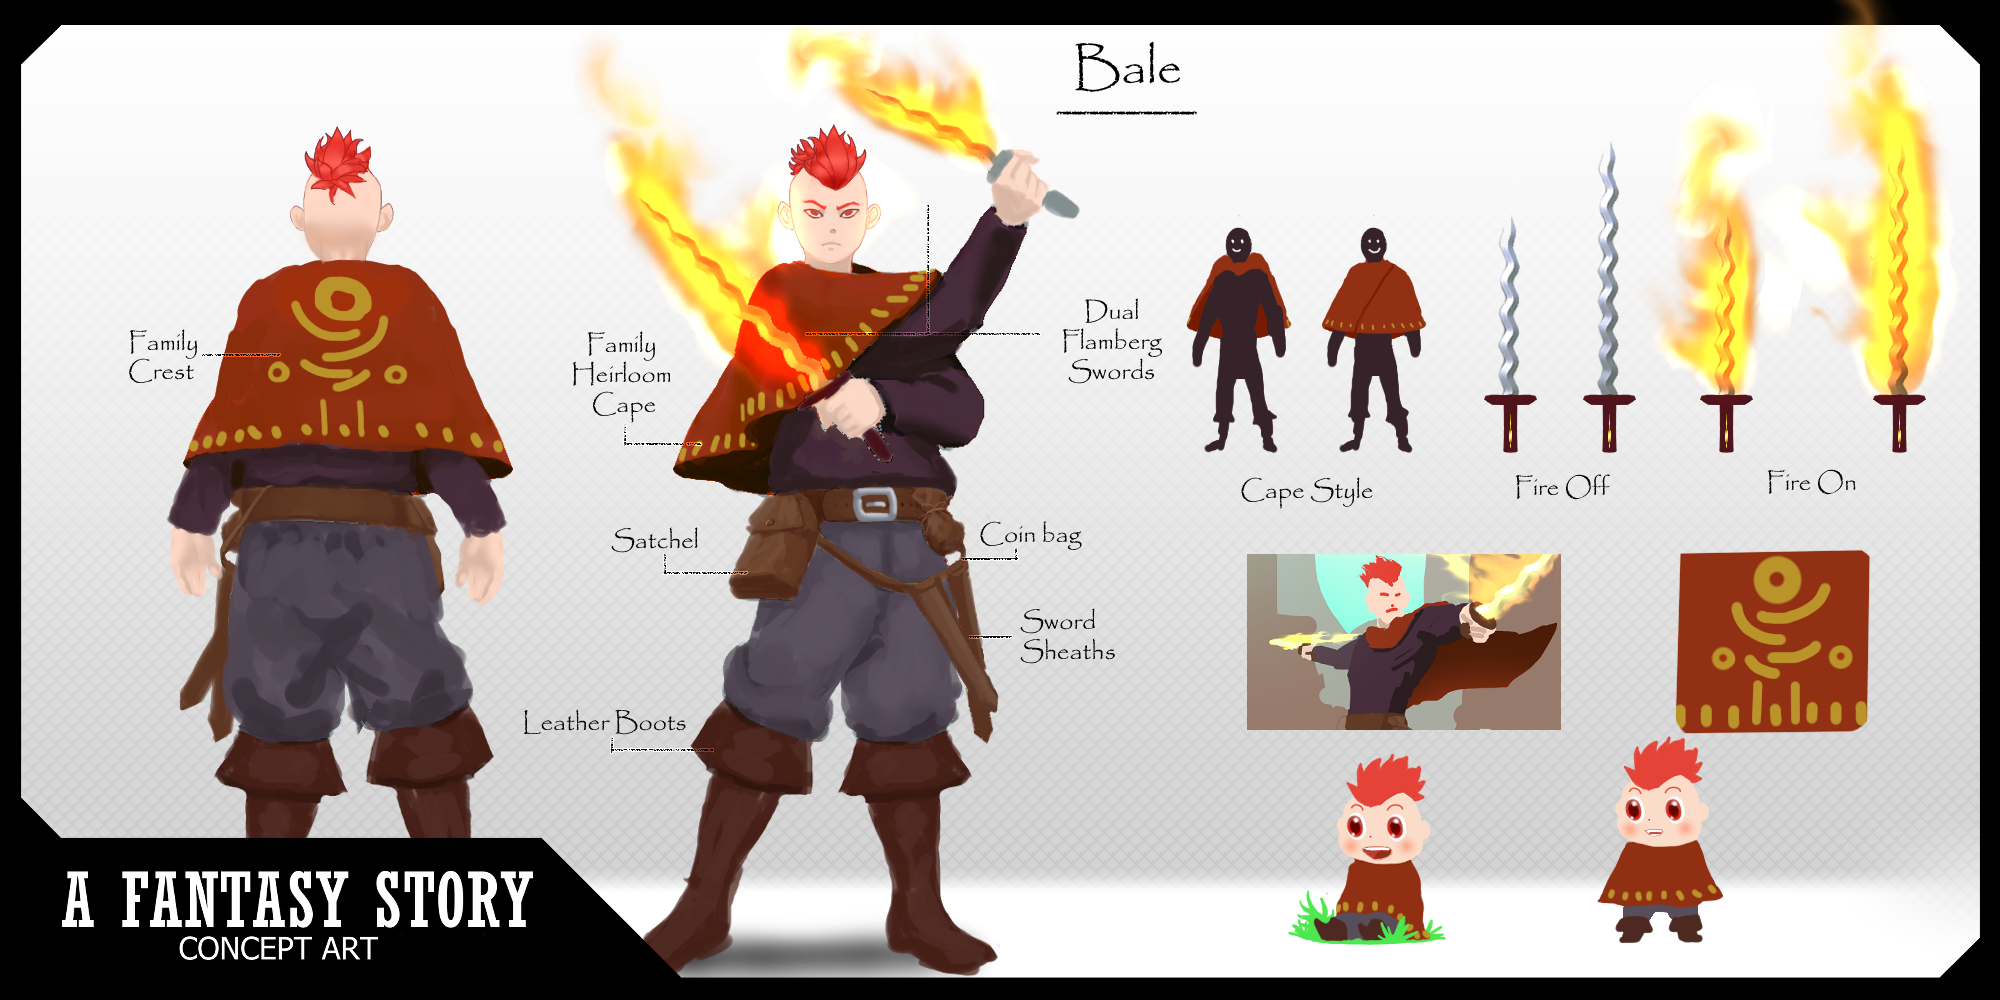 Bale
Family
Crest
Family
Heirloom
Cape
Dual
Flamberg
Swords
Cape Style
Fire Off
Fire On
Satchel
Coin bag
Sword
Sheaths
Leather Boots
A FANTASY STORY
CONCEPT ART